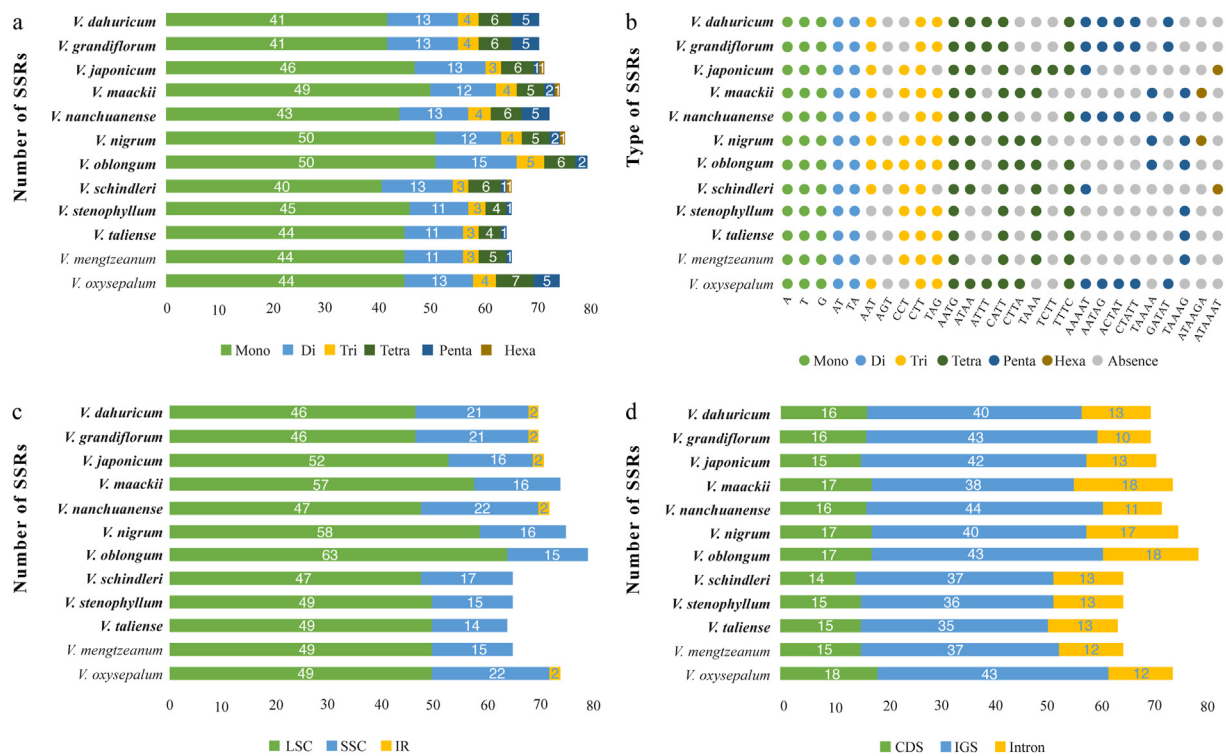 a
Number of SSRs
V. dahuricum 41 13 4 6 5
V. grandiflorum 41 13 4 6 5
V. japonicum 46 13 3 6 1 1
V. maackii 49 12 4 5 2 1
V. nanchuanense 43 13 4 6 5
V. nigrum 50 12 4 5 2 1
V. oblongum 50 15 5 6 2
V. schindleri 40 13 3 6 1 1
V. stenophyllum 45 11 3 4 1
V. taliense 44 11 3 4 1
V. mengtzeanum 44 11 3 5 1
V. oxysepalum 44 13 4 7 5
0 10 20 30 40 50 60 70 80
Mono Di Tri Tetra Penta Hexa
b
Type of SSRs
V. dahuricum
V. grandiflorum
V. japonicum
V. maackii
V. nanchuanense
V. nigrum
V. oblongum
V. schindleri
V. stenophyllum
V. taliense
V. mengtzeanum
V. oxysepalum
A T G AT TA AAT AGT CCT CTT TAG AATG ATAA ATTT CATT CTTA TAAA TCTT TTTC AAAAT AATAG ACTAT CTATT TAAAA GATAT TAAAG ATAAGA ATAAAT
Mono Di Tri Tetra Penta Hexa Absence
c
Number of SSRs
V. dahuricum 46 21 2
V. grandiflorum 46 21 2
V. japonicum 52 16 2
V. maackii 57 16
V. nanchuanense 47 22 2
V. nigrum 58 16
V. oblongum 63 15
V. schindleri 47 17
V. stenophyllum 49 15
V. taliense 49 14
V. mengtzeanum 49 15
V. oxysepalum 49 22 2
0 10 20 30 40 50 60 70 80
LSC SSC IR
d
Number of SSRs
V. dahuricum 16 40 13
V. grandiflorum 16 43 10
V. japonicum 15 42 13
V. maackii 17 38 18
V. nanchuanense 16 44 11
V. nigrum 17 40 17
V. oblongum 17 43 18
V. schindleri 14 37 13
V. stenophyllum 15 36 13
V. taliense 15 35 13
V. mengtzeanum 15 37 12
V. oxysepalum 18 43 12
0 10 20 30 40 50 60 70 80
CDS IGS Intron